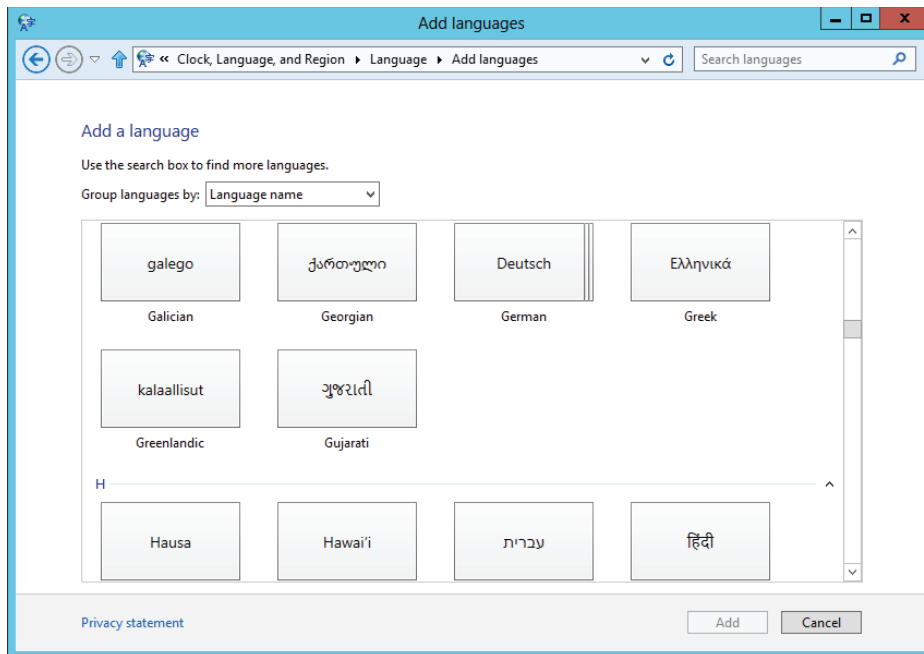 Add languages
« Clock, Language, and Region Language Add languages
Search languages
Add a language
Use the search box to find more languages.
Group languages by: Language name
galego ქართული Deutsch Ελληνικά
Galician Georgian German Greek
kalaallisut ગુજરાતી
Greenlandic Gujarati
H
Hausa Hawai'i עברית हिंदी
Privacy statement Add Cancel